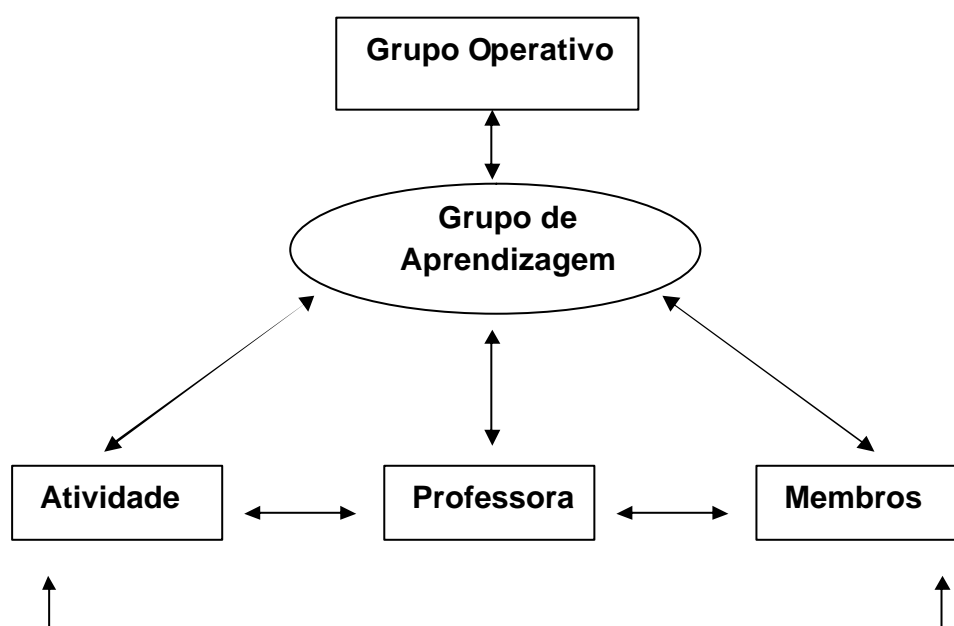 Grupo Operativo
Grupo de
Aprendizagem
Atividade
Professora
Membros